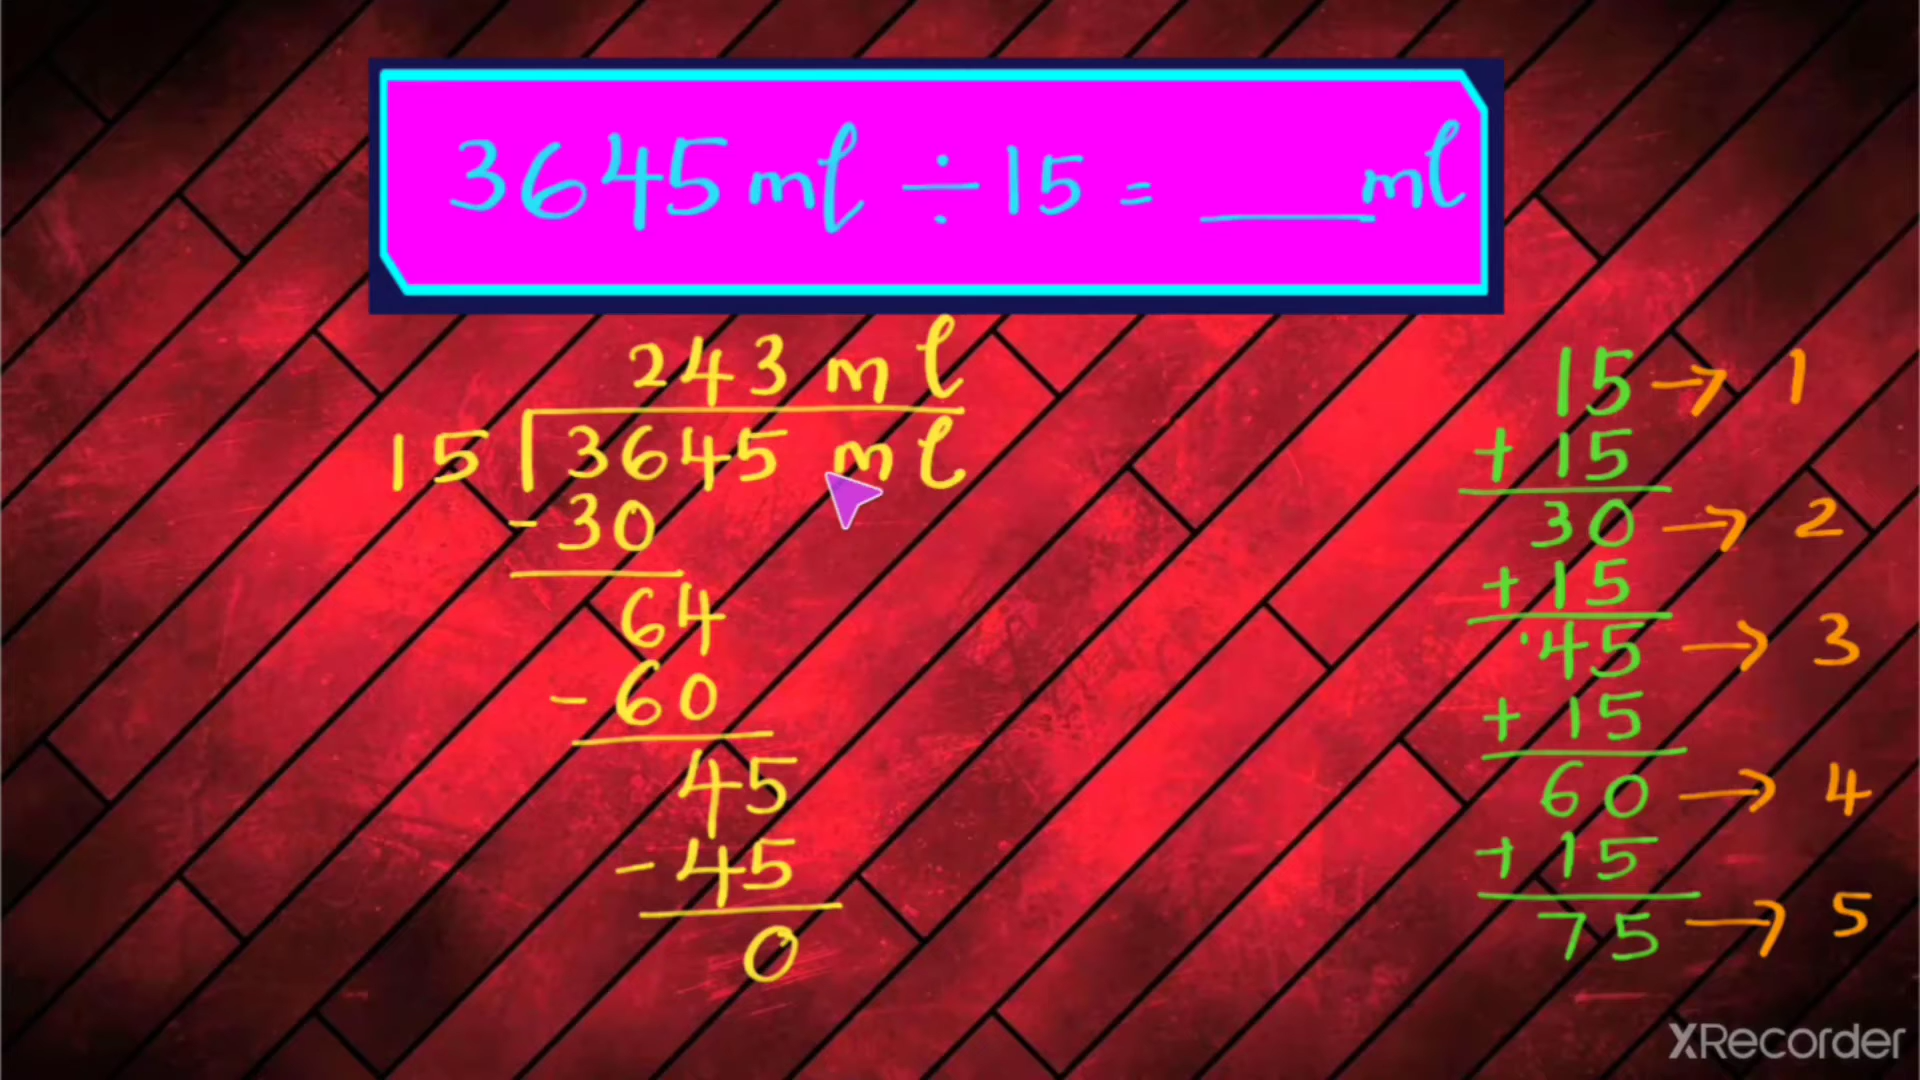 3645 ml ÷ 15 = ____ ml
243 ml
15 3645 ml
- 30
64
- 60
45
- 45
0
15 → 1
+ 15
30 → 2
+ 15
45 → 3
+ 15
60 → 4
+ 15
75 → 5
XRecorder